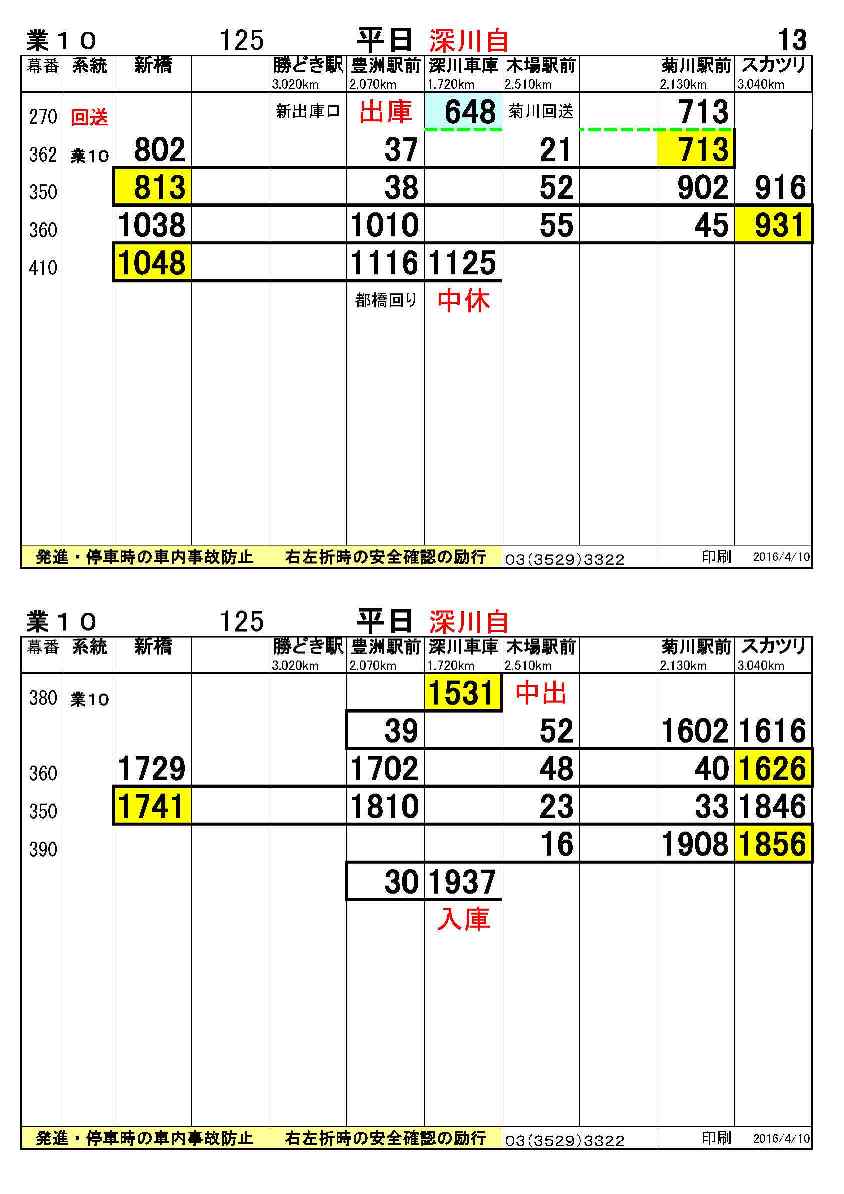 業１０ 125 平日 深川自 13
幕番 系統 新橋 勝どき駅 豊洲駅前 深川車庫 木場駅前 菊川駅前 スカツリ
3.020km 2.070km 1.720km 2.510km 2.130km 3.040km
270 回送 新出庫口 出庫 648 菊川回送 713
362 業10 802 37 21 713
350 813 38 52 902 916
360 1038 1010 55 45 931
410 1048 1116 1125
都橋回り 中休
発進・停車時の車内事故防止 右左折時の安全確認の励行 03(3529)3322 印刷 2016/4/10
業１０ 125 平日 深川自
幕番 系統 新橋 勝どき駅 豊洲駅前 深川車庫 木場駅前 菊川駅前 スカツリ
3.020km 2.070km 1.720km 2.510km 2.130km 3.040km
380 業10 1531 中出
39 52 1602 1616
360 1729 1702 48 40 1626
350 1741 1810 23 33 1846
390 16 1908 1856
30 1937
入庫
発進・停車時の車内事故防止 右左折時の安全確認の励行 03(3529)3322 印刷 2016/4/10